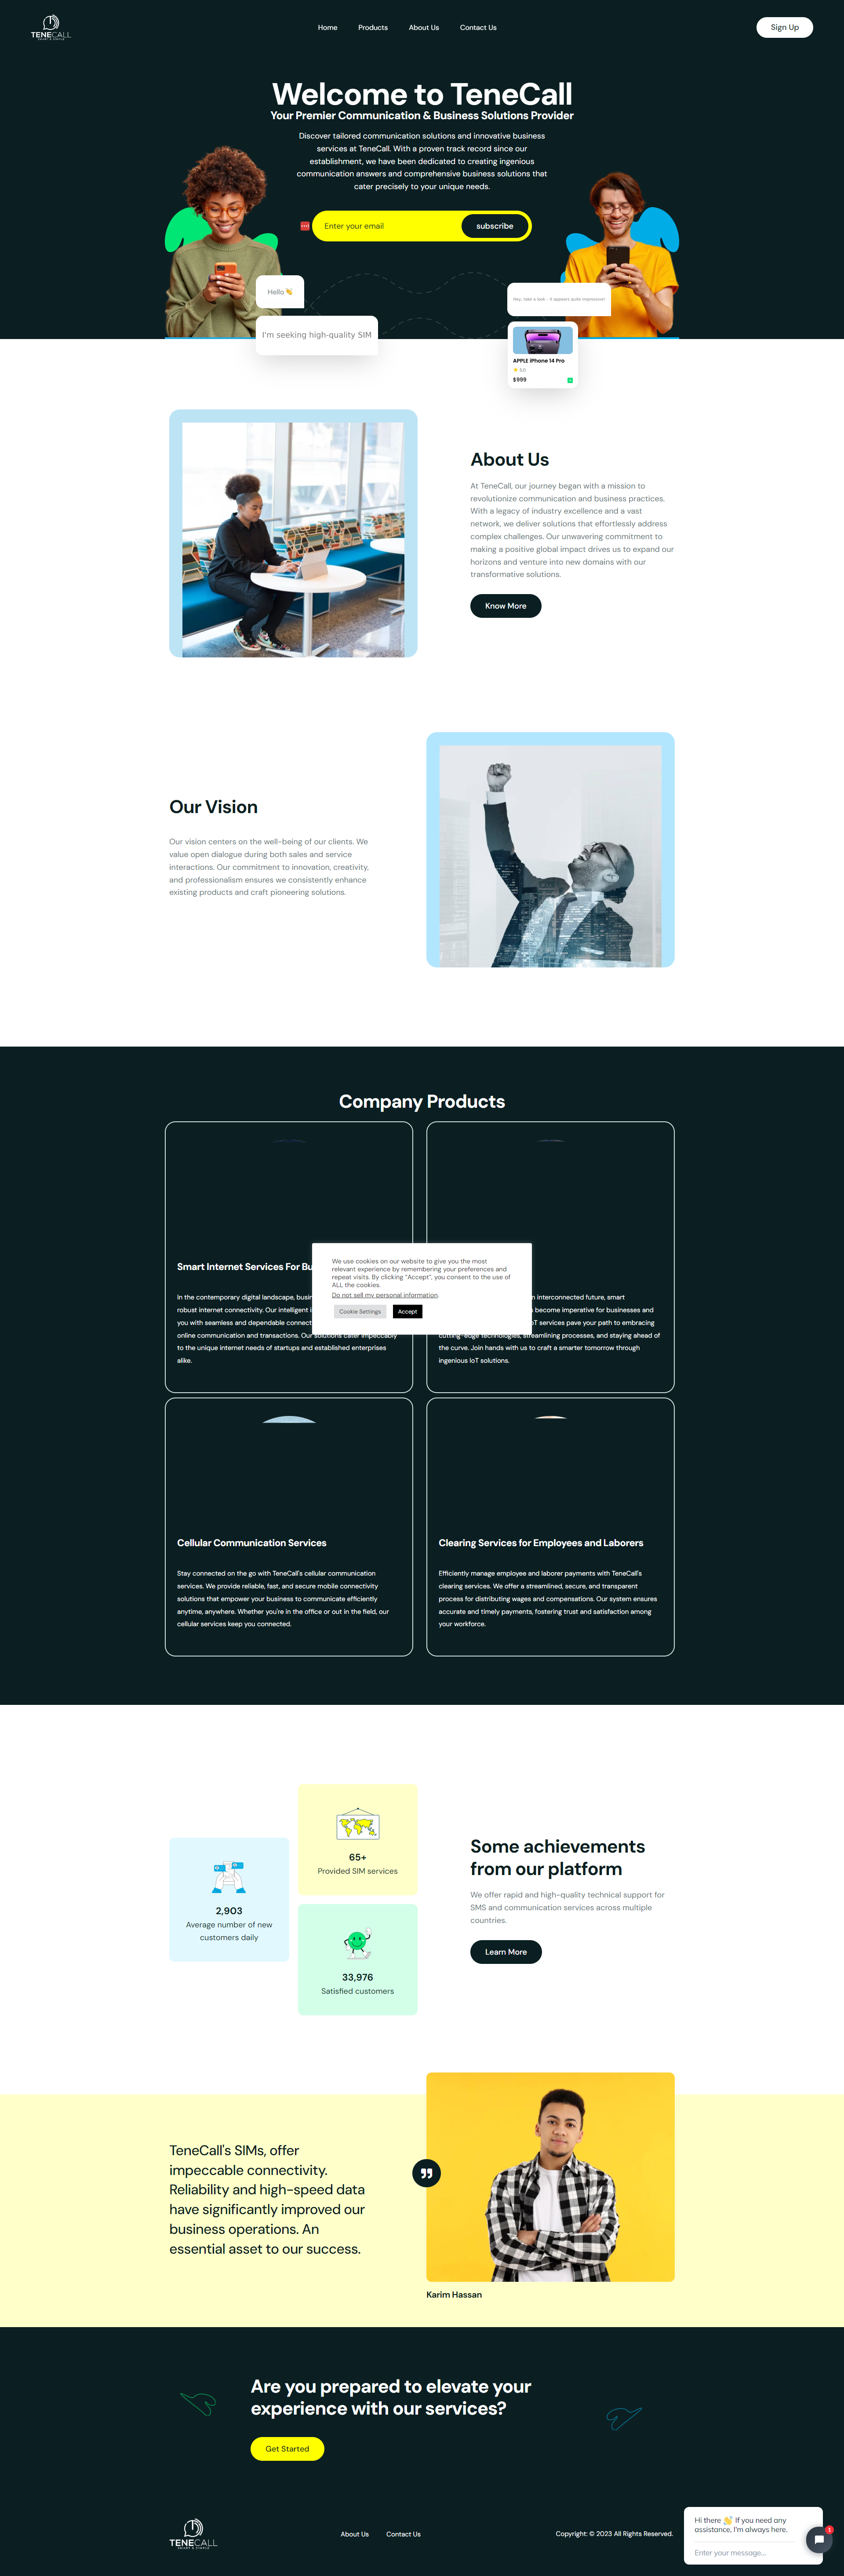 TENECALL
SMART & SIMPLE
Home
Products
About Us
Contact Us
Sign Up
Welcome to TeneCall
Your Premier Communication & Business Solutions Provider
Discover tailored communication solutions and innovative business
services at TeneCall. With a proven track record since our
establishment, we have been dedicated to creating ingenious
communication answers and comprehensive business solutions that
cater precisely to your unique needs.
Enter your email
subscribe
Hello 👋
I'm seeking high-quality SIM
Hey, take a look - it appears quite impressive!
APPLE iPhone 14 Pro
5.0
$999
About Us
At TeneCall, our journey began with a mission to
revolutionize communication and business practices.
With a legacy of industry excellence and a vast
network, we deliver solutions that effortlessly address
complex challenges. Our unwavering commitment to
making a positive global impact drives us to expand our
horizons and venture into new domains with our
transformative solutions.
Know More
Our Vision
Our vision centers on the well-being of our clients. We
value open dialogue during both sales and service
interactions. Our commitment to innovation, creativity,
and professionalism ensures we consistently enhance
existing products and craft pioneering solutions.
Company Products
Smart Internet Services For Bu
In the contemporary digital landscape, busin
robust internet connectivity. Our intelligent i
you with seamless and dependable connect
online communication and transactions. Our solutions cater impeccably
to the unique internet needs of startups and established enterprises
alike.
n interconnected future, smart
become imperative for businesses and
oT services pave your path to embracing
cutting-edge technologies, streamlining processes, and staying ahead of
the curve. Join hands with us to craft a smarter tomorrow through
ingenious IoT solutions.
We use cookies on our website to give you the most
relevant experience by remembering your preferences and
repeat visits. By clicking “Accept”, you consent to the use of
ALL the cookies.
Do not sell my personal information.
Cookie Settings
Accept
Cellular Communication Services
Stay connected on the go with TeneCall's cellular communication
services. We provide reliable, fast, and secure mobile connectivity
solutions that empower your business to communicate efficiently
anytime, anywhere. Whether you're in the office or out in the field, our
cellular services keep you connected.
Clearing Services for Employees and Laborers
Efficiently manage employee and laborer payments with TeneCall's
clearing services. We offer a streamlined, secure, and transparent
process for distributing wages and compensations. Our system ensures
accurate and timely payments, fostering trust and satisfaction among
your workforce.
65+
Provided SIM services
2,903
Average number of new
customers daily
33,976
Satisfied customers
Some achievements
from our platform
We offer rapid and high-quality technical support for
SMS and communication services across multiple
countries.
Learn More
TeneCall's SIMs, offer
impeccable connectivity.
Reliability and high-speed data
have significantly improved our
business operations. An
essential asset to our success.
Karim Hassan
Are you prepared to elevate your
experience with our services?
Get Started
TENECALL
SMART & SIMPLE
About Us
Contact Us
Copyright: © 2023 All Rights Reserved.
Hi there 👋 If you need any
assistance, I'm always here.
1
Enter your message...